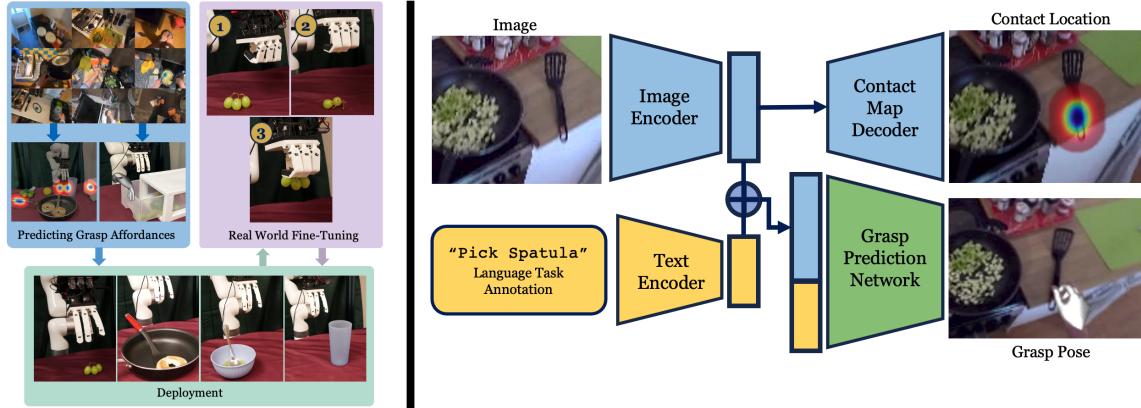 1
2
3
Predicting Grasp Affordances
Real World Fine-Tuning
Deployment
Image
Contact Location
Image
Encoder
Contact
Map
Decoder
“Pick Spatula”
Language Task
Annotation
Text
Encoder
Grasp
Prediction
Network
Grasp Pose